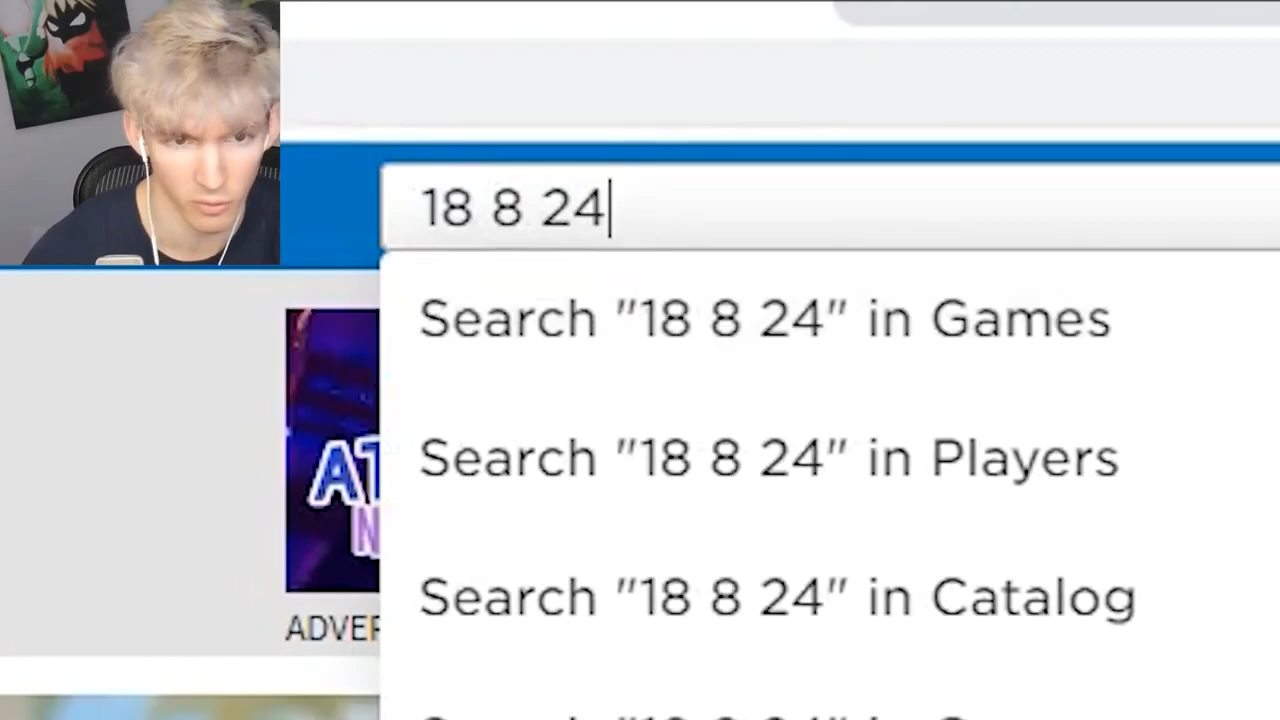 18 8 24
Search "18 8 24" in Games
Search "18 8 24" in Players
Search "18 8 24" in Catalog
AT
N
ADVER